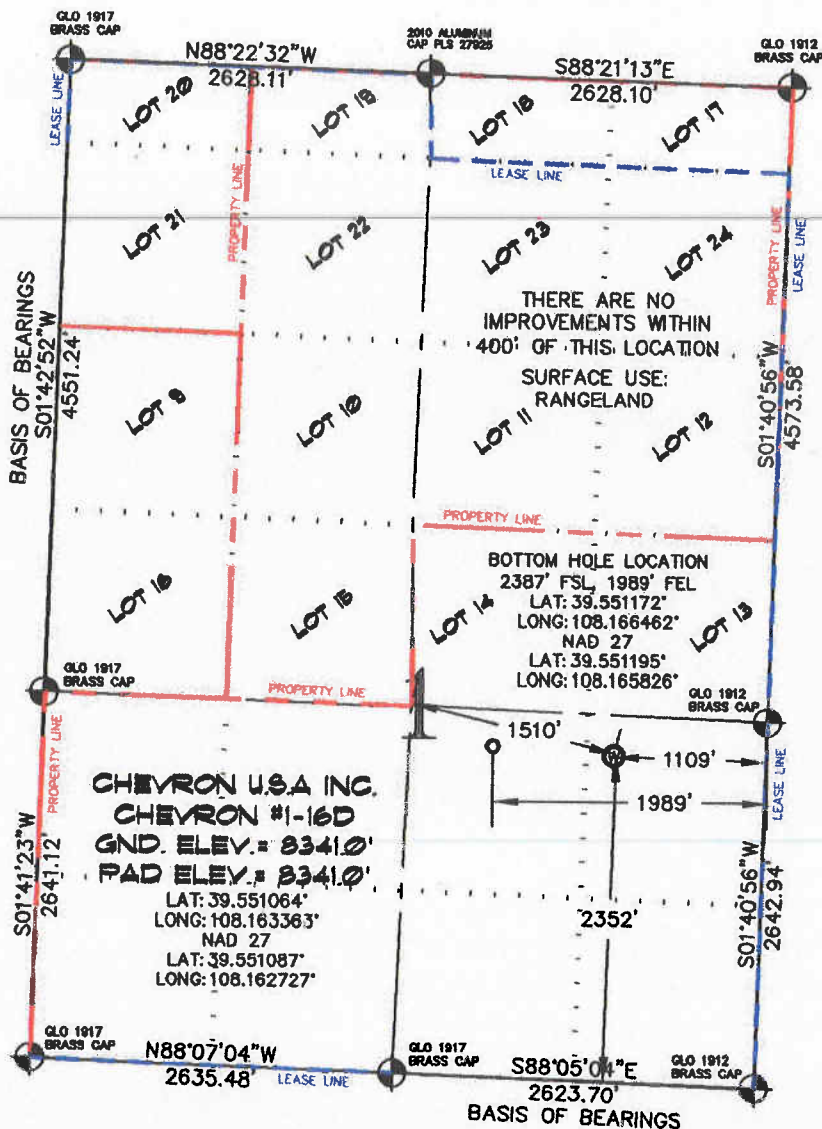 GLO 1917
BRASS CAP
N88°22'32"W
2628.11'
2010 ALUMINUM
CAP PLS 27925
S88°21'13"E
2628.10'
GLO 1912
BRASS CAP
LEASE LINE
LOT 20
LOT 19
LOT 18
LOT 17
LEASE LINE
PROPERTY LINE
LOT 21
LOT 22
LOT 23
LOT 24
PROPERTY LINE
LEASE LINE
BASIS OF BEARINGS
S01°42'52"W
4551.24'
THERE ARE NO
IMPROVEMENTS WITHIN
400' OF THIS LOCATION
SURFACE USE:
RANGELAND
S01°40'56"W
4573.58'
LOT 9
LOT 10
LOT 11
LOT 12
PROPERTY LINE
BOTTOM HOLE LOCATION
2387' FSL, 1989' FEL
LAT: 39.551172°
LONG: 108.166462°
NAD 27
LAT: 39.551195°
LONG: 108.165826°
LOT 16
LOT 15
LOT 14
LOT 13
GLO 1917
BRASS CAP
PROPERTY LINE
GLO 1912
BRASS CAP
1
1510'
1109'
1989'
PROPERTY LINE
LEASE LINE
CHEVRON U.S.A INC.
CHEVRON #1-16D
GND. ELEV.= 8341.0'
PAD ELEV.= 8341.0'
LAT: 39.551064°
LONG: 108.163363°
NAD 27
LAT: 39.551087°
LONG: 108.162727°
S01°41'23"W
2641.12'
2352'
S01°40'56"W
2642.94'
GLO 1917
BRASS CAP
N88°07'04"W
2635.48'
LEASE LINE
GLO 1917
BRASS CAP
S88°05'04"E
2623.70'
GLO 1912
BRASS CAP
BASIS OF BEARINGS